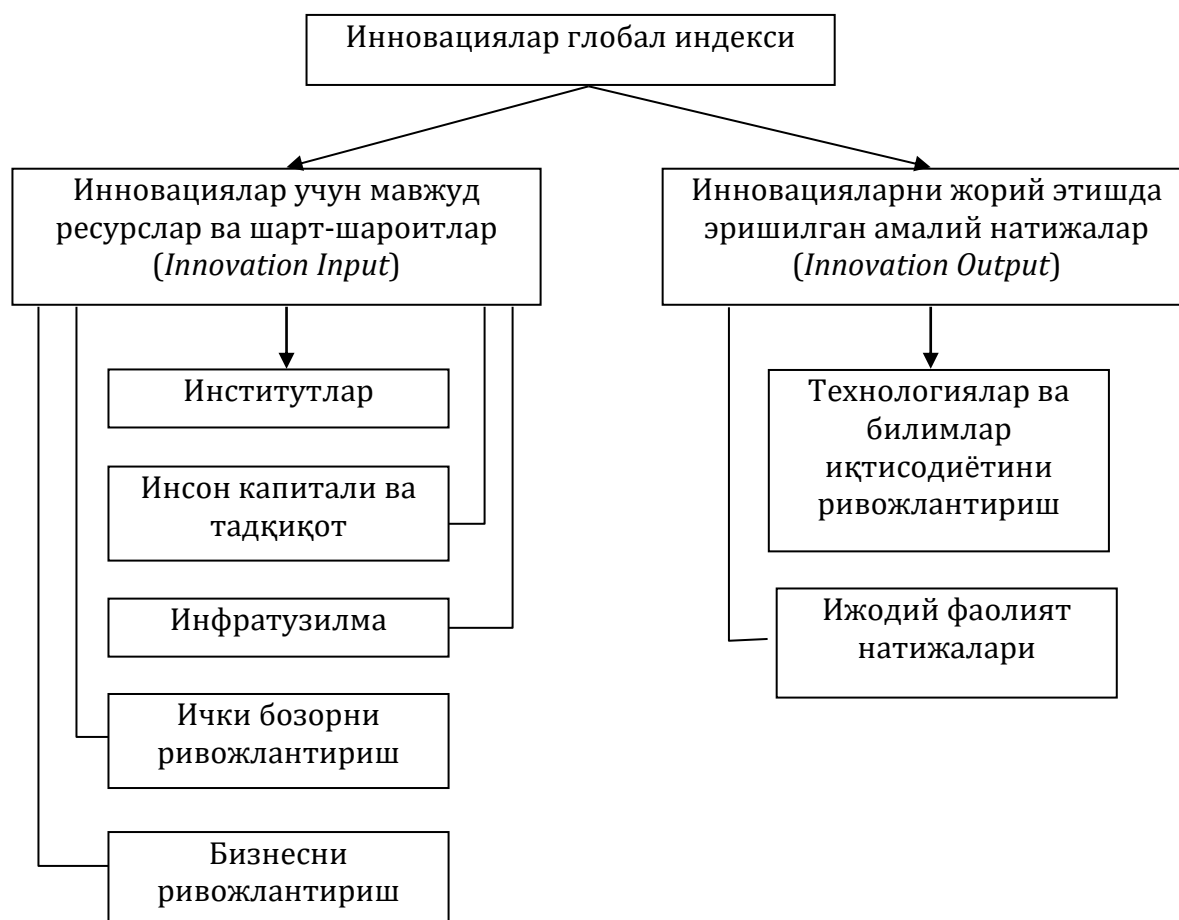 Инновациялар глобал индекси
Инновациялар учун мавжуд
ресурслар ва шарт-шароитлар
(Innovation Input)
Инновацияларни жорий этишда
эришилган амалий натижалар
(Innovation Output)
Институтлар
Инсон капитали ва
тадқиқот
Инфратузилма
Ички бозорни
ривожлантириш
Бизнесни
ривожлантириш
Технологиялар ва
билимлар
иқтисодиётини
ривожлантириш
Ижодий фаолият
натижалари